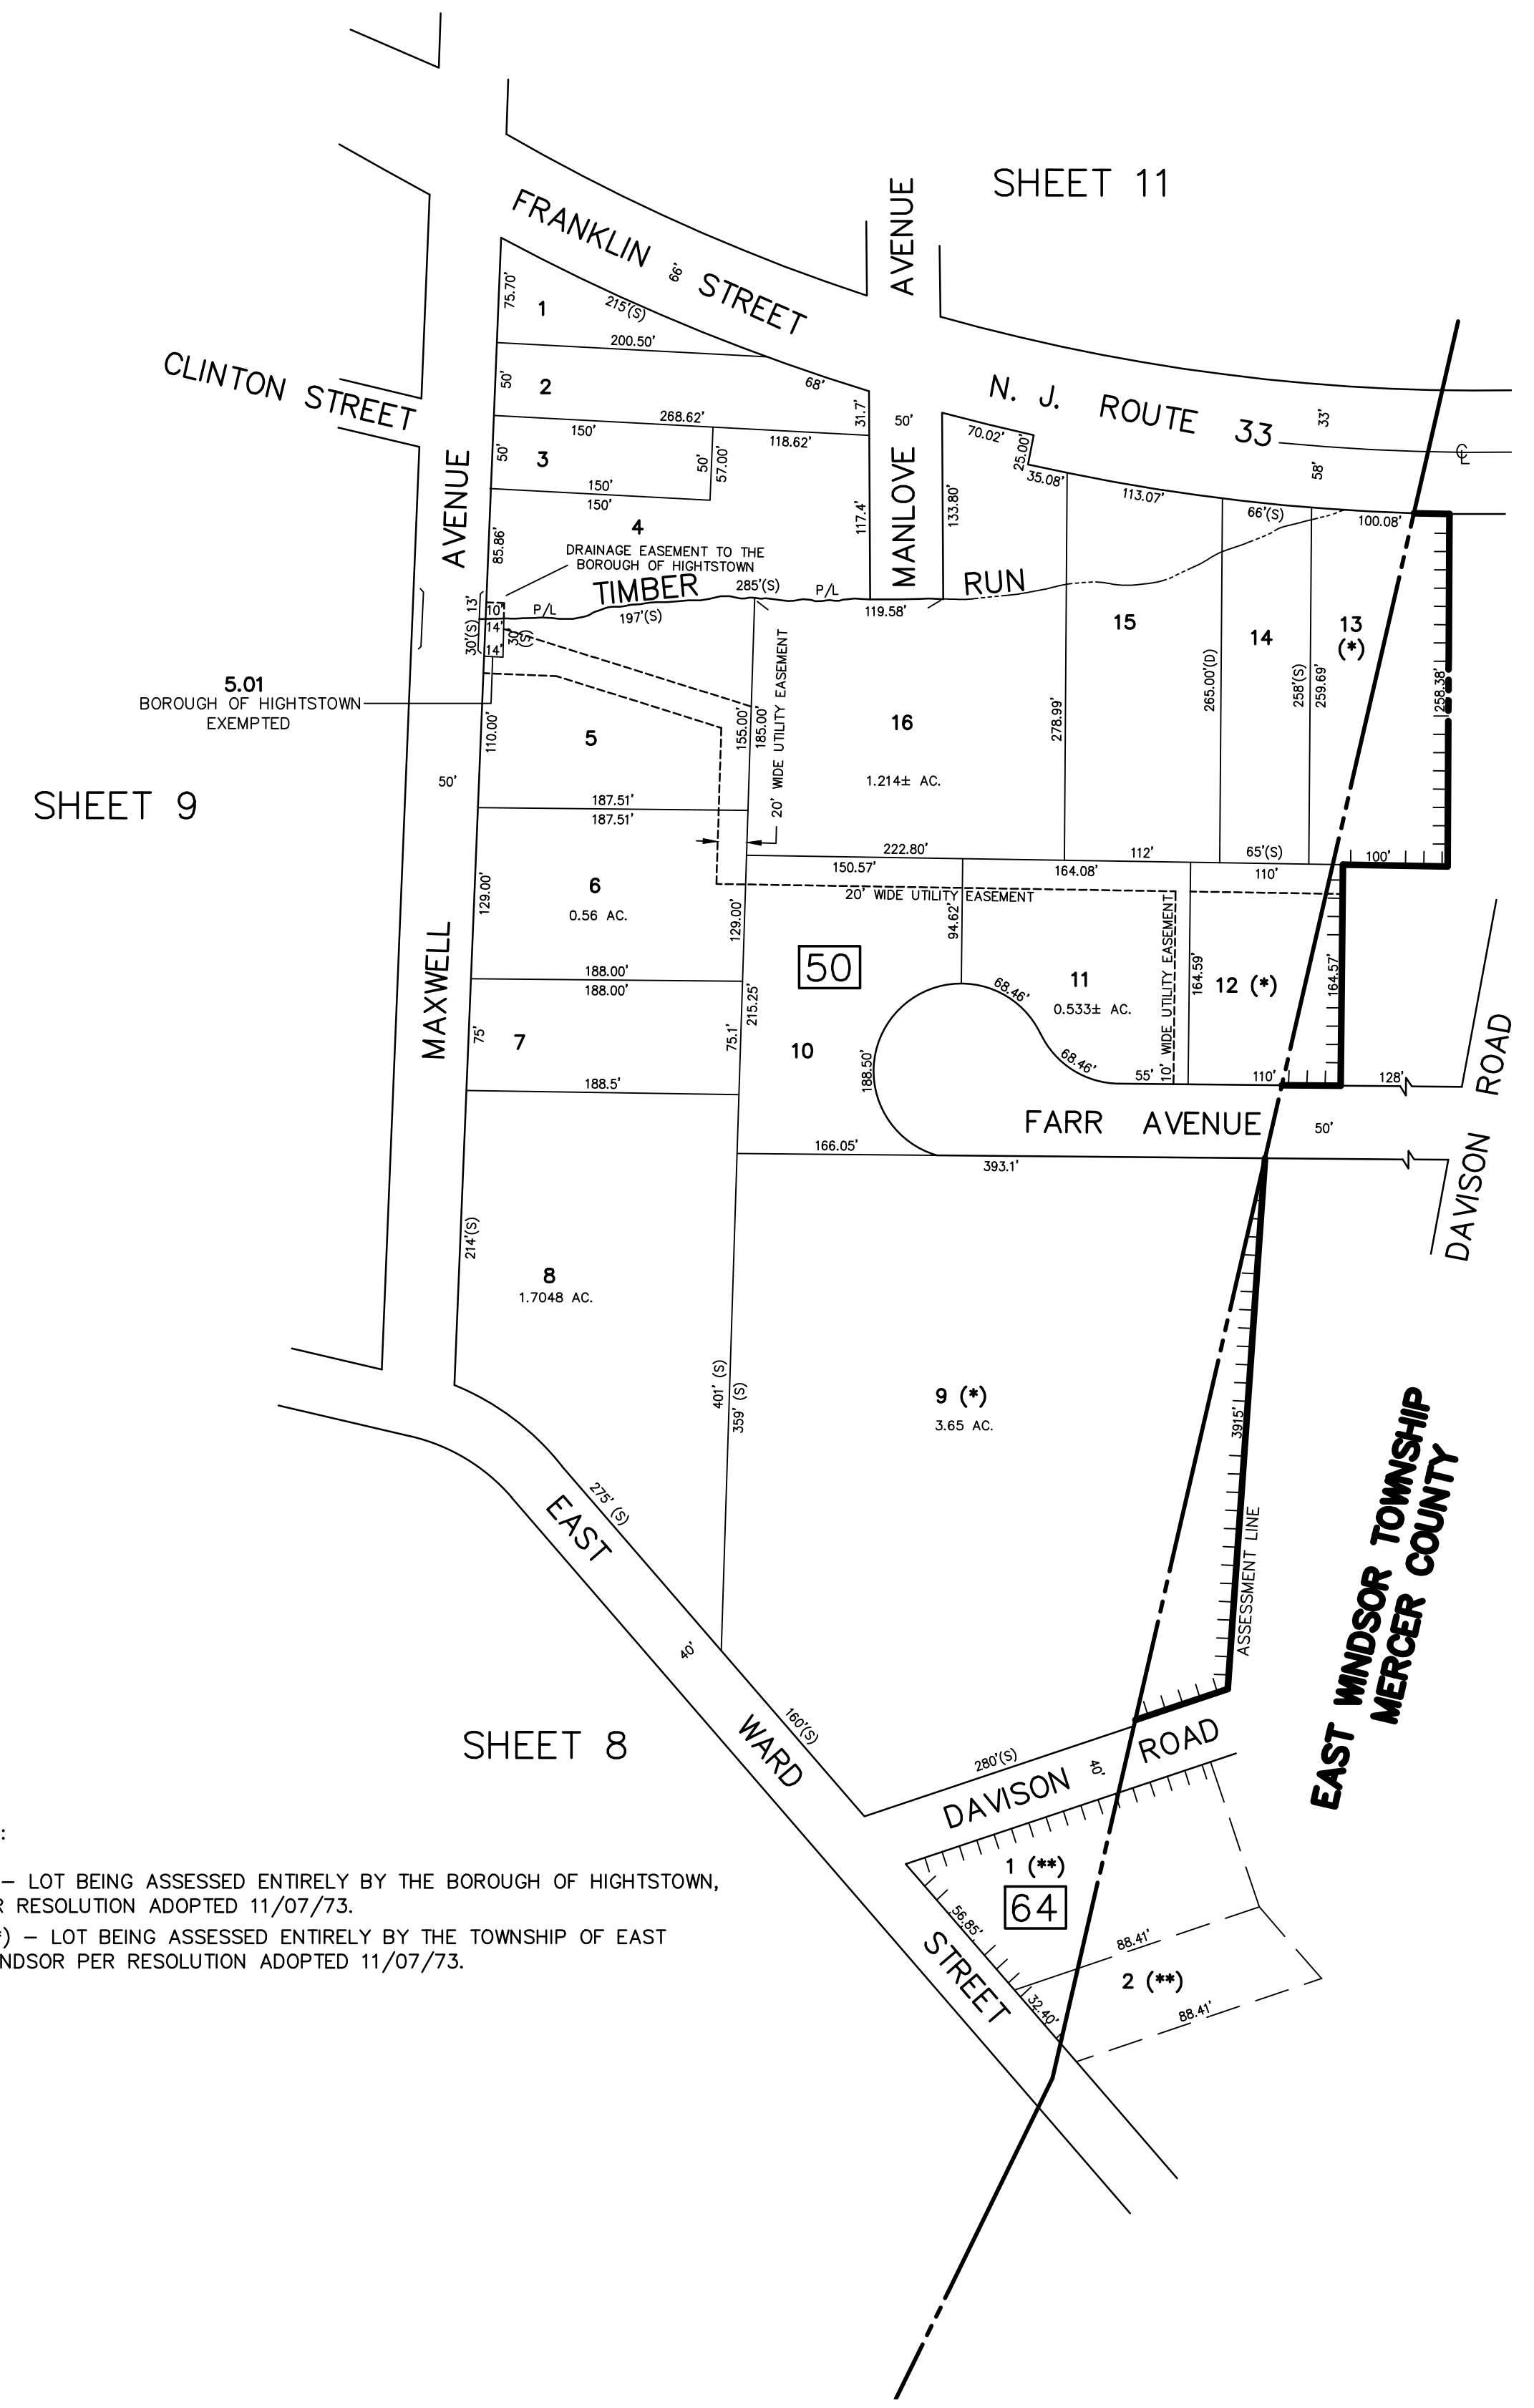 SHEET 11
FRANKLIN 66' STREET
AVENUE
75.70'
1
215'(S)
200.50'
CLINTON STREET
50'
2
68'
31.7'
50'
N. J. ROUTE 33
33'
58'
℄
268.62'
150'
118.62'
50'
3
50'
57.00'
150'
150'
70.02'
25.00'
35.08'
113.07'
66'(S)
100.08'
AVENUE
85.86'
4
117.4'
MANLOVE
133.80'
DRAINAGE EASEMENT TO THE
BOROUGH OF HIGHTSTOWN
TIMBER
285'(S)
P/L
RUN
13'
10'
P/L
197'(S)
119.58'
30'(S)
14'
30'
(S)
14'
15
14
13
(*)
5.01
BOROUGH OF HIGHTSTOWN
EXEMPTED
110.00'
5
155.00'
185.00'
20' WIDE UTILITY EASEMENT
16
1.214± AC.
278.99'
265.00'(D)
258'(S)
259.69'
258.38'
SHEET 9
50'
187.51'
187.51'
222.80'
112'
65'(S)
100'
150.57'
164.08'
110'
20' WIDE UTILITY EASEMENT
129.00'
6
0.56 AC.
129.00'
94.62'
50
MAXWELL
188.00'
188.00'
215.25'
68.46'
11
0.533± AC.
10' WIDE UTILITY EASEMENT
164.59'
12 (*)
164.57'
75'
7
75.1'
10
188.50'
68.46'
55'
110'
128'
ROAD
188.5'
FARR AVENUE
50'
166.05'
393.1'
DAVISON
214'(S)
8
1.7048 AC.
401' (S)
359' (S)
9 (*)
3.65 AC.
3915'
ASSESSMENT LINE
EAST WINDSOR TOWNSHIP
MERCER COUNTY
275' (S)
EAST
40'
WARD
160'(S)
SHEET 8
280'(S)
DAVISON 40' ROAD
1 (**)
64
56.85'
88.41'
STREET
32.40'
2 (**)
88.41'
:
– LOT BEING ASSESSED ENTIRELY BY THE BOROUGH OF HIGHTSTOWN,
R RESOLUTION ADOPTED 11/07/73.
*) – LOT BEING ASSESSED ENTIRELY BY THE TOWNSHIP OF EAST
NDSOR PER RESOLUTION ADOPTED 11/07/73.